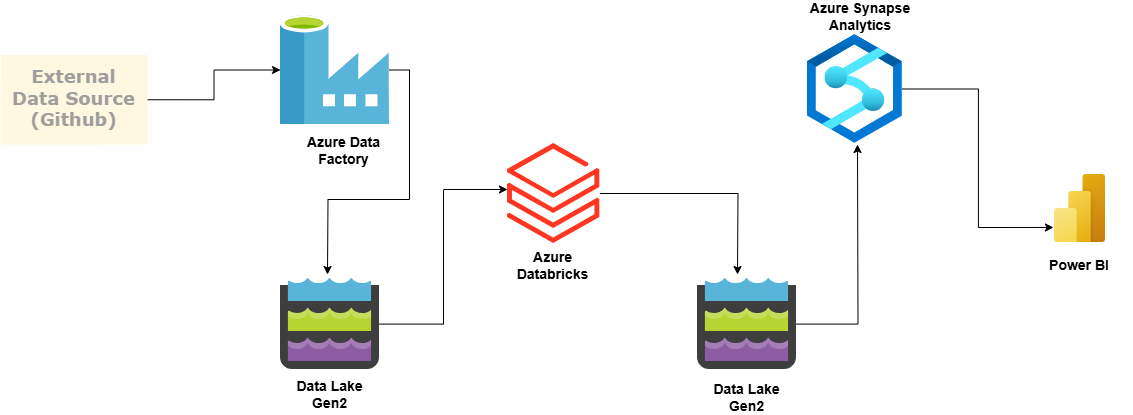 External
Data Source
(Github)
Azure Data
Factory
Data Lake
Gen2
Azure
Databricks
Data Lake
Gen2
Azure Synapse
Analytics
Power BI